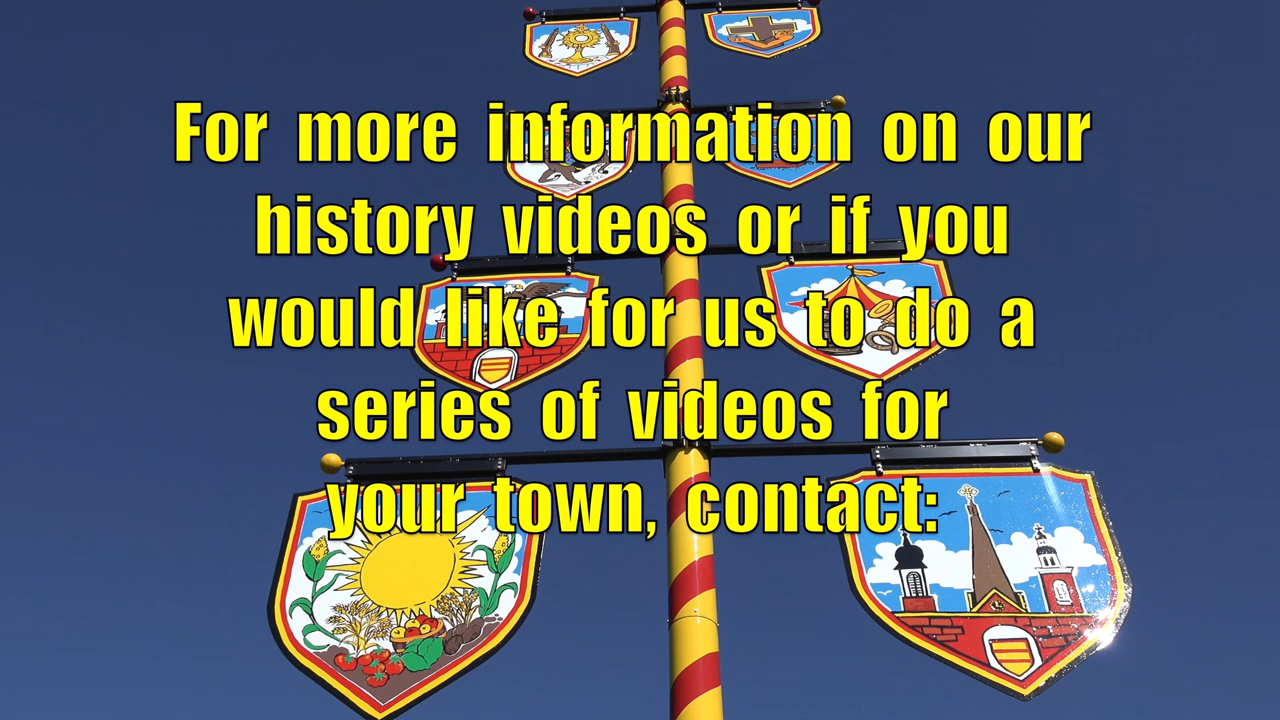 For more information on our
history videos or if you
would like for us to do a
series of videos for
your town, contact: